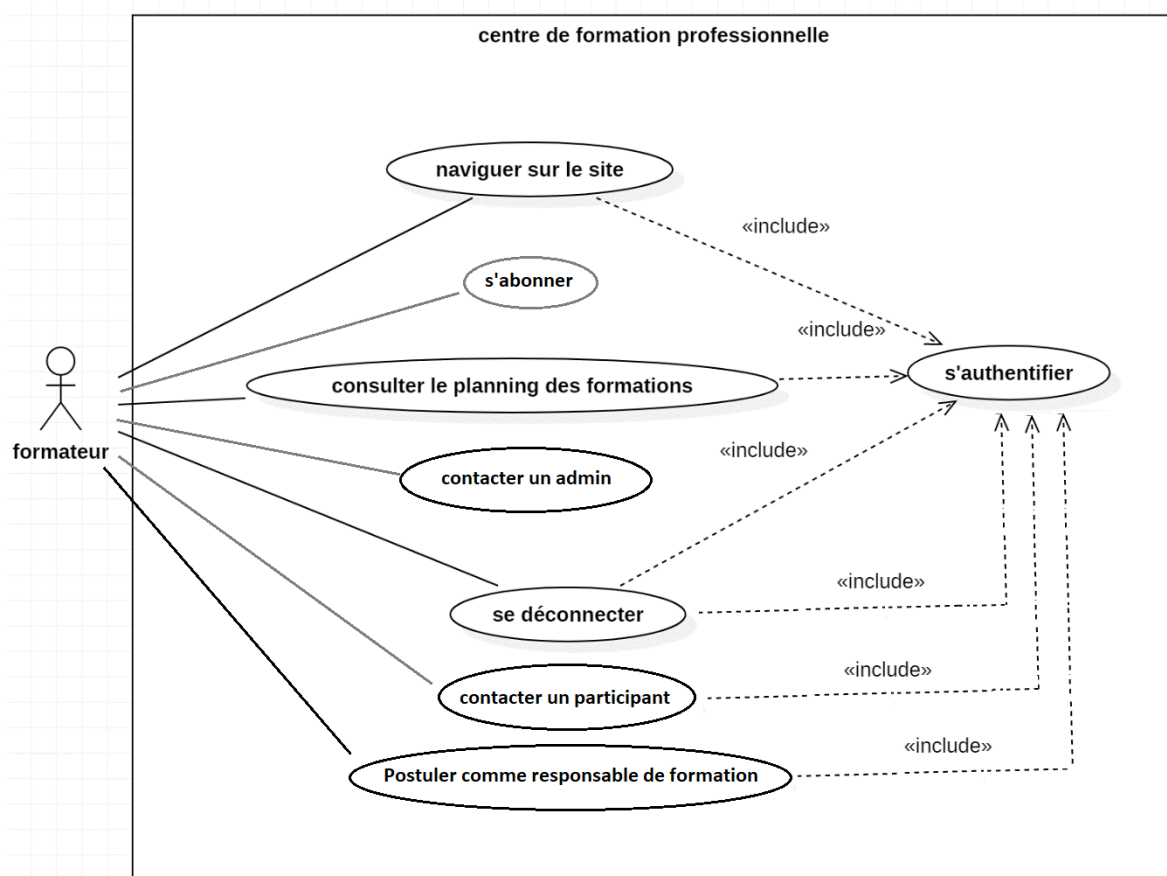 centre de formation professionnelle
naviguer sur le site
«include»
s'abonner
«include»
consulter le planning des formations
s'authentifier
formateur
«include»
contacter un admin
«include»
se déconnecter
«include»
contacter un participant
«include»
Postuler comme responsable de formation